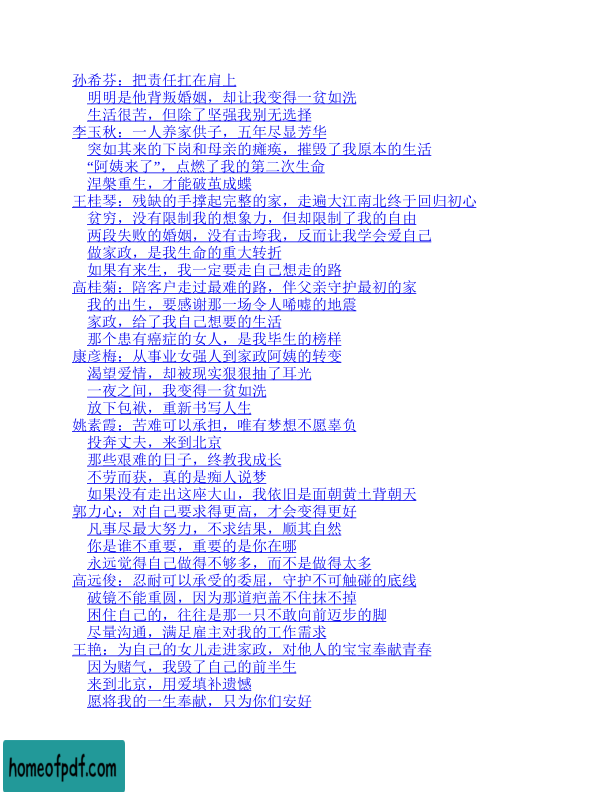 孙希芬：把责任扛在肩上
明明是他背叛婚姻，却让我变得一贫如洗
生活很苦，但除了坚强我别无选择
李玉秋：一人养家供子，五年尽显芳华
突如其来的下岗和母亲的瘫痪，摧毁了我原本的生活
“阿姨来了”，点燃了我的第二次生命
涅槃重生，才能破茧成蝶
王桂琴：残缺的手撑起完整的家，走遍大江南北终于回归初心
贫穷，没有限制我的想象力，但却限制了我的自由
两段失败的婚姻，没有击垮我，反而让我学会爱自己
做家政，是我生命的重大转折
如果有来生，我一定要走自己想走的路
高桂菊：陪客户走过最难的路，伴父亲守护最初的家
我的出生，要感谢那一场令人唏嘘的地震
家政，给了我自己想要的生活
那个患有癌症的女人，是我毕生的榜样
康彦梅：从事业女强人到家政阿姨的转变
渴望爱情，却被现实狠狠抽了耳光
一夜之间，我变得一贫如洗
放下包袱，重新书写人生
姚素霞：苦难可以承担，唯有梦想不愿辜负
投奔丈夫，来到北京
那些艰难的日子，终教我成长
不劳而获，真的是痴人说梦
如果没有走出这座大山，我依旧是面朝黄土背朝天
郭力心：对自己要求得更高，才会变得更好
凡事尽最大努力，不求结果，顺其自然
你是谁不重要，重要的是你在哪
永远觉得自己做得不够多，而不是做得太多
高远俊：忍耐可以承受的委屈，守护不可触碰的底线
破镜不能重圆，因为那道疤盖不住抹不掉
困住自己的，往往是那一只不敢向前迈步的脚
尽量沟通，满足雇主对我的工作需求
王艳：为自己的女儿走进家政，对他人的宝宝奉献青春
因为赌气，我毁了自己的前半生
来到北京，用爱填补遗憾
愿将我的一生奉献，只为你们安好
homeofpdf.com